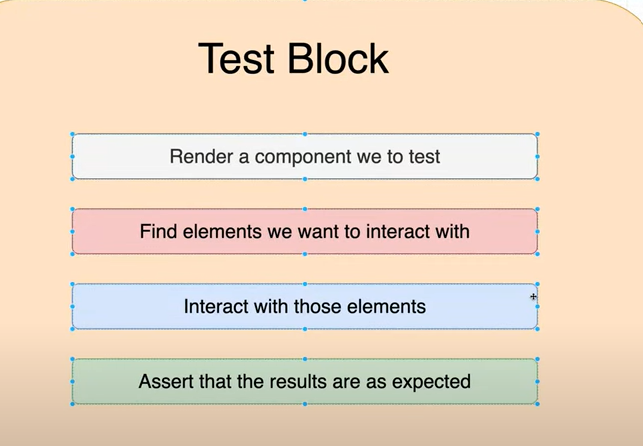 Test Block
Render a component we to test
Find elements we want to interact with
Interact with those elements
Assert that the results are as expected